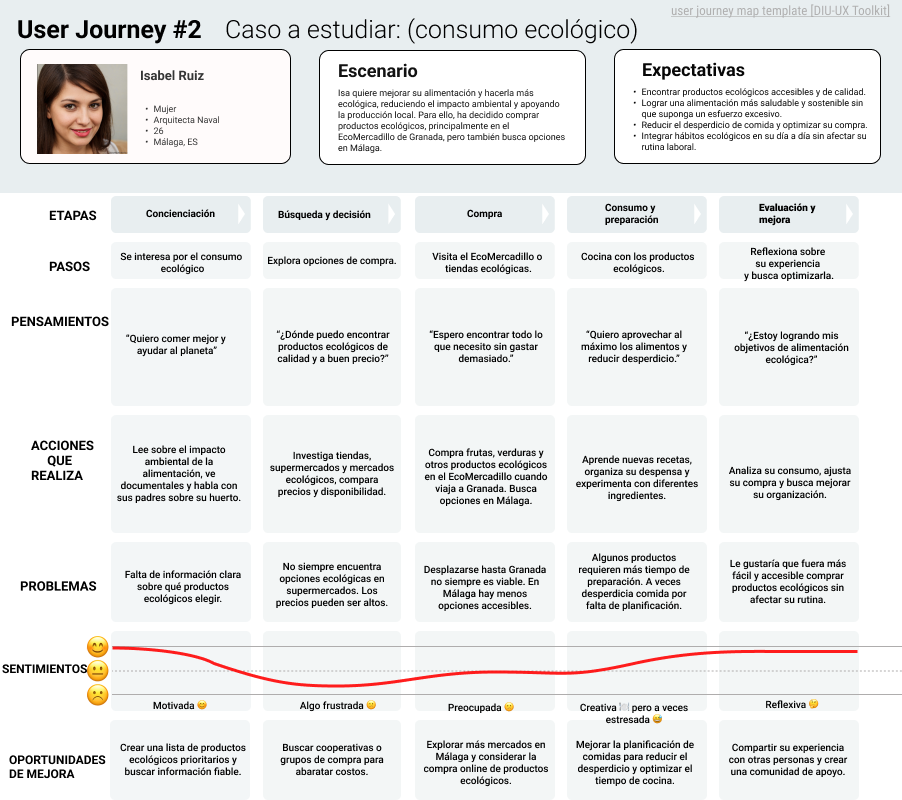 user journey map template [DIU-UX Toolkit]
User Journey #2 Caso a estudiar: (consumo ecológico)
Isabel Ruiz
• Mujer
• Arquitecta Naval
• 26
• Málaga, ES
Escenario
Isa quiere mejorar su alimentación y hacerla más
ecológica, reduciendo el impacto ambiental y apoyando
la producción local. Para ello, ha decidido comprar
productos ecológicos, principalmente en el
EcoMercadillo de Granada, pero también busca opciones
en Málaga.
Expectativas
• Encontrar productos ecológicos accesibles y de calidad.
• Lograr una alimentación más saludable y sostenible sin
que suponga un esfuerzo excesivo.
• Reducir el desperdicio de comida y optimizar su compra.
• Integrar hábitos ecológicos en su día a día sin afectar su
rutina laboral.
ETAPAS
Concienciación
Búsqueda y decisión
Compra
Consumo y
preparación
Evaluación y
mejora
PASOS
Se interesa por el consumo
ecológico
Explora opciones de compra.
Visita el EcoMercadillo o
tiendas ecológicas.
Cocina con los productos
ecológicos.
Reflexiona sobre
su experiencia
y busca optimizarla.
PENSAMIENTOS
“Quiero comer mejor y
ayudar al planeta”
“¿Dónde puedo encontrar
productos ecológicos de
calidad y a buen precio?”
“Espero encontrar todo lo
que necesito sin gastar
demasiado.”
“Quiero aprovechar al
máximo los alimentos y
reducir desperdicio.”
“¿Estoy logrando mis
objetivos de alimentación
ecológica?”
ACCIONES
QUE
REALIZA
Lee sobre el impacto
ambiental de la
alimentación, ve
documentales y habla con
sus padres sobre su huerto.
Investiga tiendas,
supermercados y mercados
ecológicos, compara
precios y disponibilidad.
Compra frutas, verduras y
otros productos ecológicos
en el EcoMercadillo cuando
viaja a Granada. Busca
opciones en Málaga.
Aprende nuevas recetas,
organiza su despensa y
experimenta con diferentes
ingredientes.
Analiza su consumo, ajusta
su compra y busca mejorar
su organización.
PROBLEMAS
Falta de información clara
sobre qué productos
ecológicos elegir.
No siempre encuentra
opciones ecológicas en
supermercados. Los
precios pueden ser altos.
Desplazarse hasta Granada
no siempre es viable. En
Málaga hay menos
opciones accesibles.
Algunos productos
requieren más tiempo de
preparación. A veces
desperdicia comida por
falta de planificación.
Le gustaría que fuera más
fácil y accesible comprar
productos ecológicos sin
afectar su rutina.
SENTIMIENTOS
Motivada
Algo frustrada
Preocupada
Creativa 🍽️ pero a veces
estresada 😅
Reflexiva 🤔
OPORTUNIDADES
DE MEJORA
Crear una lista de productos
ecológicos prioritarios y
buscar información fiable.
Buscar cooperativas o
grupos de compra para
abaratar costos.
Explorar más mercados en
Málaga y considerar la
compra online de productos
ecológicos.
Mejorar la planificación de
comidas para reducir el
desperdicio y optimizar el
tiempo de cocina.
Compartir su experiencia
con otras personas y crear
una comunidad de apoyo.